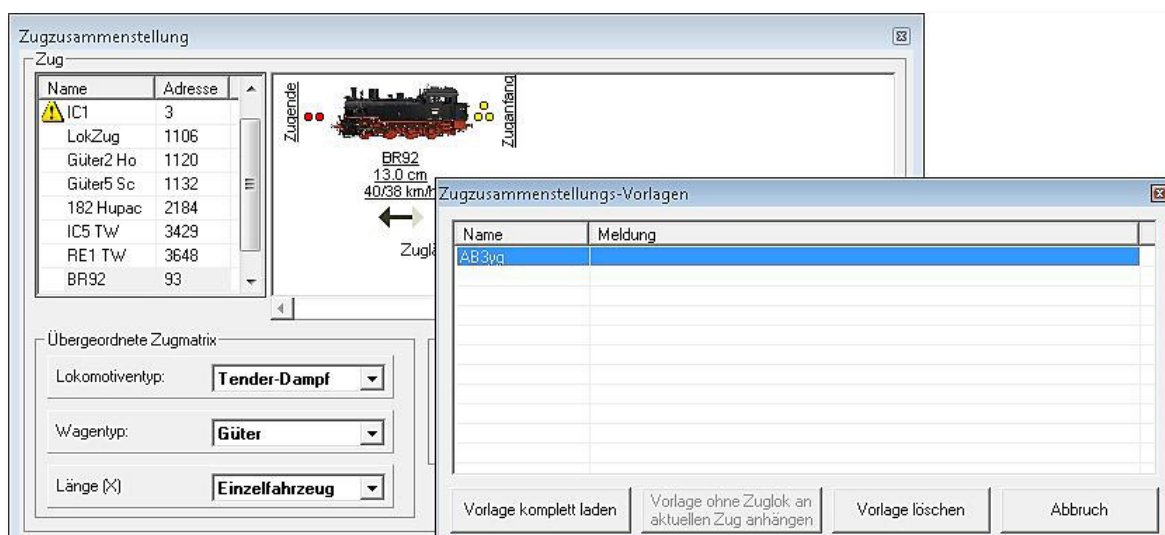 Zugzusammenstellung
Zug
Name Adresse
IC1 3
LokZug 1106
Güter2 Ho 1120
Güter5 Sc 1132
182 Hupac 2184
IC5 TW 3429
RE1 TW 3648
BR92 93
Zugende
Zuganfang
BR92
13.0 cm
40/38 km/h
Zuglä
Übergeordnete Zugmatrix
Lokomotiventyp: Tender-Dampf
Wagentyp: Güter
Länge (X) Einzelfahrzeug
Zugzusammenstellungs-Vorlagen
Name Meldung
AB3yg
Vorlage komplett laden
Vorlage ohne Zuglok an
aktuellen Zug anhängen
Vorlage löschen
Abbruch